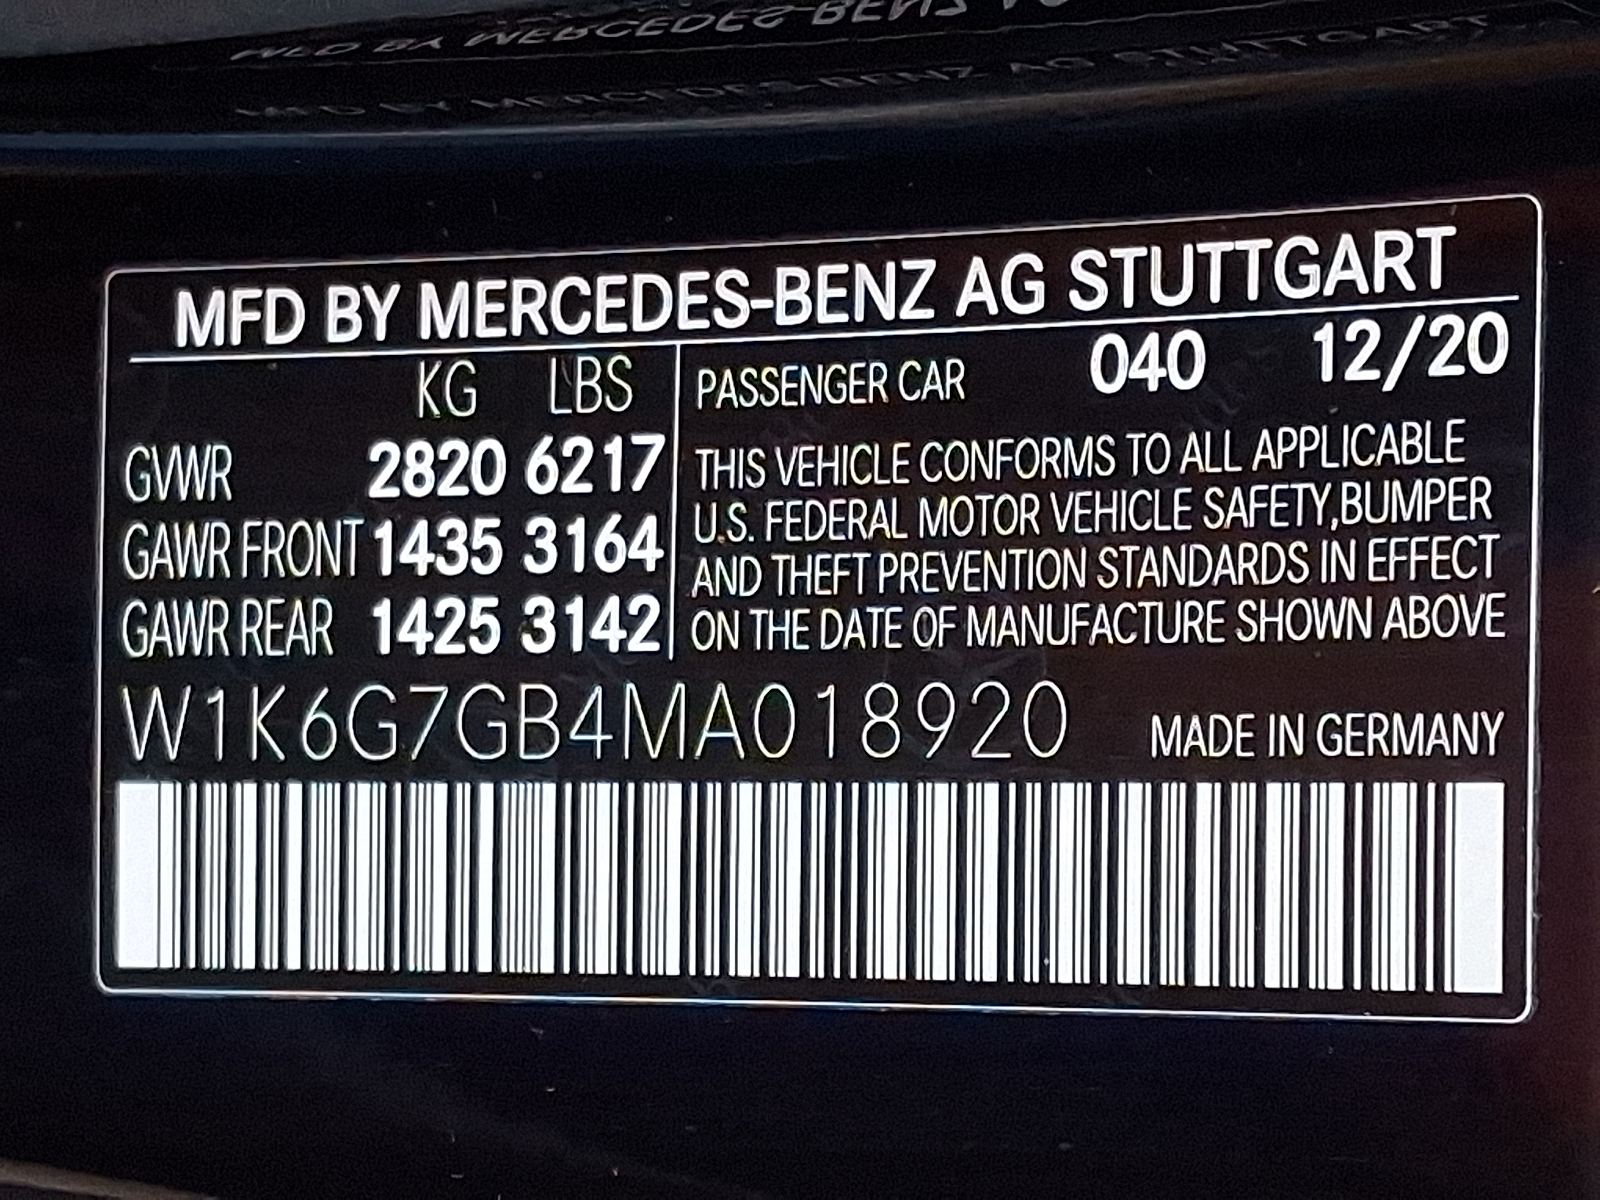 MFD BY MERCEDES-BENZ AG STUTTGART
KG LBS
GVWR 2820 6217
GAWR FRONT 1435 3164
GAWR REAR 1425 3142
PASSENGER CAR 040 12/20
THIS VEHICLE CONFORMS TO ALL APPLICABLE
U.S. FEDERAL MOTOR VEHICLE SAFETY,BUMPER
AND THEFT PREVENTION STANDARDS IN EFFECT
ON THE DATE OF MANUFACTURE SHOWN ABOVE
W1K6G7GB4MA018920
MADE IN GERMANY